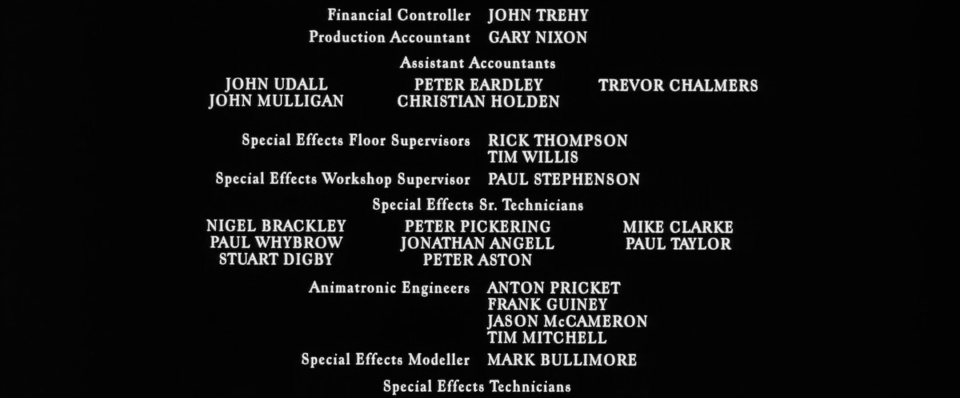 Financial Controller JOHN TREHY
Production Accountant GARY NIXON
Assistant Accountants
JOHN UDALL PETER EARDLEY TREVOR CHALMERS
JOHN MULLIGAN CHRISTIAN HOLDEN
Special Effects Floor Supervisors RICK THOMPSON
TIM WILLIS
Special Effects Workshop Supervisor PAUL STEPHENSON
Special Effects Sr. Technicians
NIGEL BRACKLEY PETER PICKERING MIKE CLARKE
PAUL WHYBROW JONATHAN ANGELL PAUL TAYLOR
STUART DIGBY PETER ASTON
Animatronic Engineers ANTON PRICKET
FRANK GUINEY
JASON McCAMERON
TIM MITCHELL
Special Effects Modeller MARK BULLIMORE
Special Effects Technicians